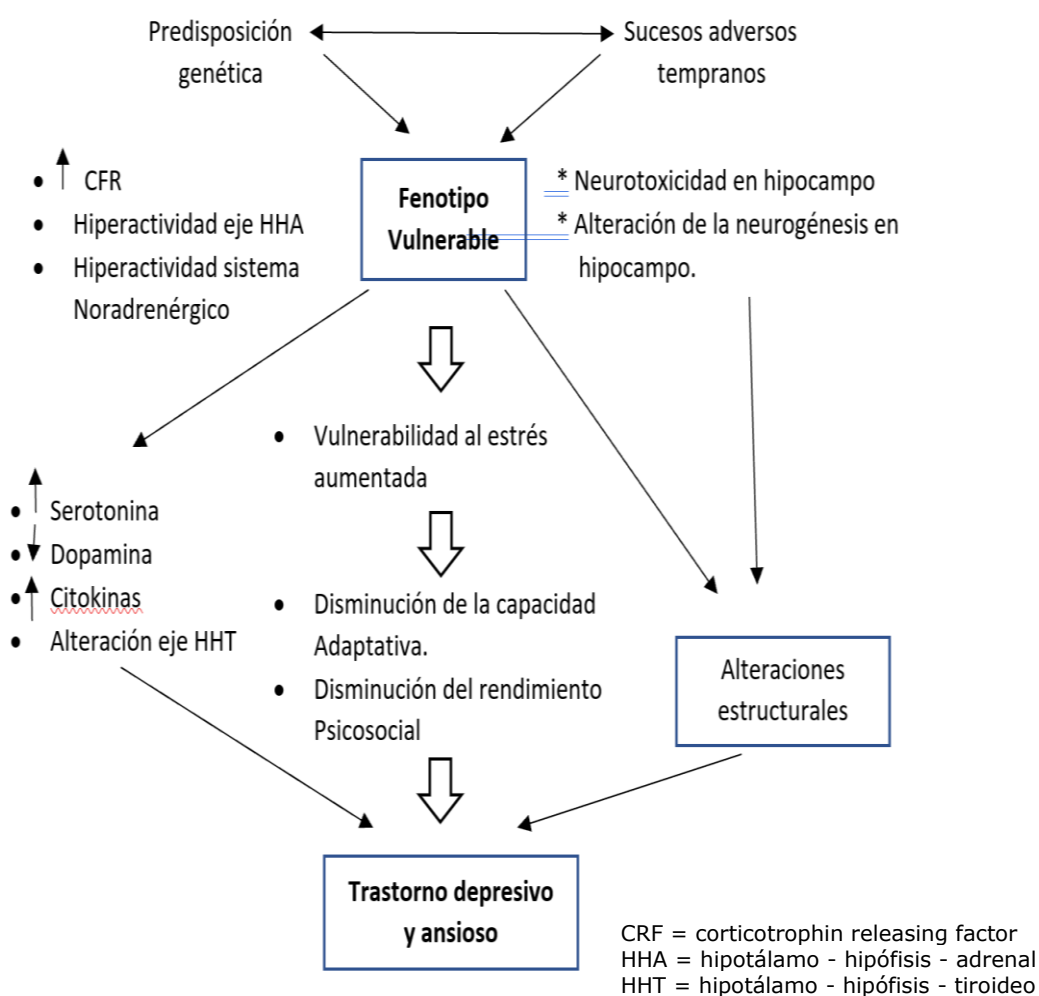 Predisposición
genética
Sucesos adversos
tempranos
CFR
Hiperactividad eje HHA
Hiperactividad sistema
Noradrenérgico
Fenotipo
Vulnerable
* Neurotoxicidad en hipocampo
* Alteración de la neurogénesis en
hipocampo.
Vulnerabilidad al estrés
aumentada
Serotonina
Dopamina
Citokinas
Alteración eje HHT
Disminución de la capacidad
Adaptativa.
Disminución del rendimiento
Psicosocial
Alteraciones
estructurales
Trastorno depresivo
y ansioso
CRF = corticotrophin releasing factor
HHA = hipotálamo - hipófisis - adrenal
HHT = hipotálamo - hipófisis - tiroideo